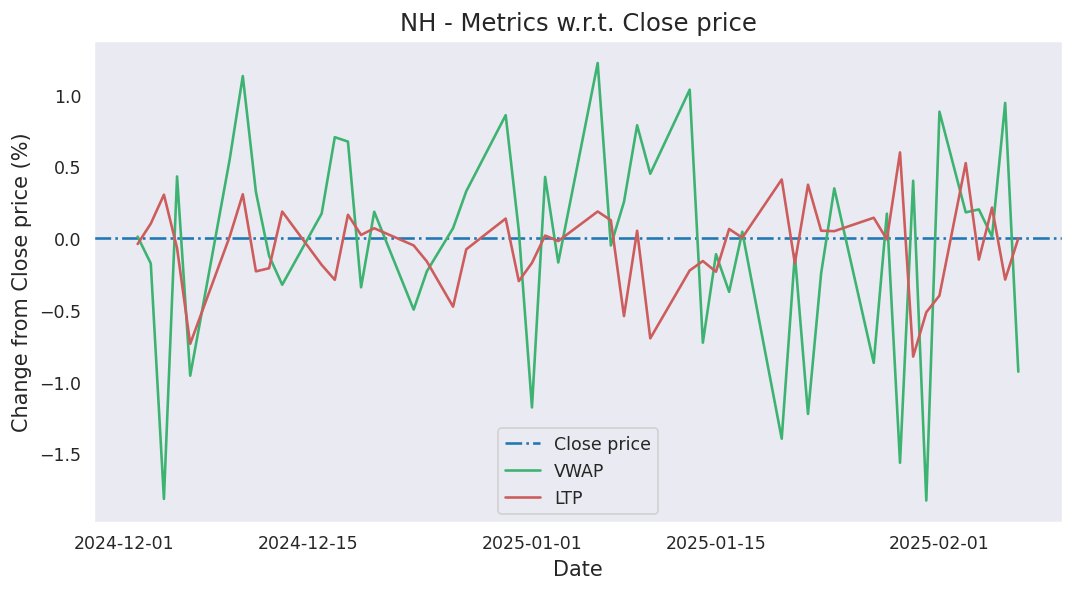 NH - Metrics w.r.t. Close price
Change from Close price (%)
1.0
0.5
0.0
−0.5
−1.0
−1.5
Close price
VWAP
LTP
2024-12-01
2024-12-15
2025-01-01
2025-01-15
2025-02-01
Date